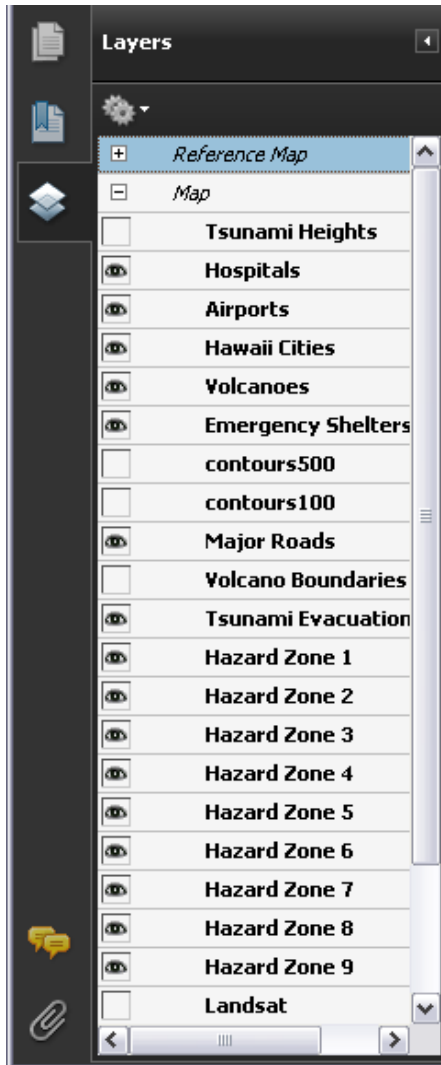 Layers
Reference Map
Map
Tsunami Heights
Hospitals
Airports
Hawaii Cities
Volcanoes
Emergency Shelters
contours500
contours100
Major Roads
Volcano Boundaries
Tsunami Evacuation
Hazard Zone 1
Hazard Zone 2
Hazard Zone 3
Hazard Zone 4
Hazard Zone 5
Hazard Zone 6
Hazard Zone 7
Hazard Zone 8
Hazard Zone 9
Landsat